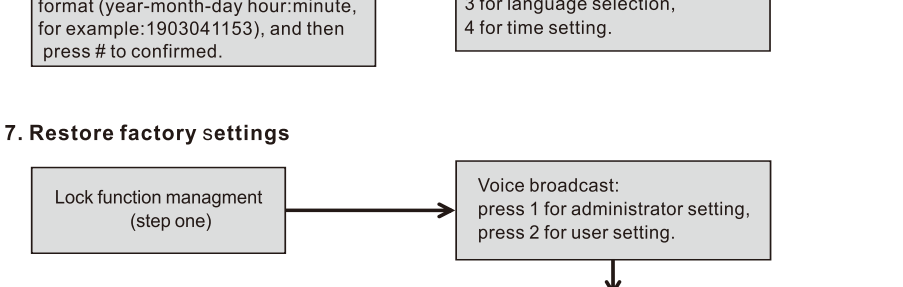 format (year-month-day hour:minute,
for example:1903041153), and then
press # to confirmed.
3 for language selection,
4 for time setting.
7. Restore factory settings
Lock function managment
(step one)
Voice broadcast:
press 1 for administrator setting,
press 2 for user setting.